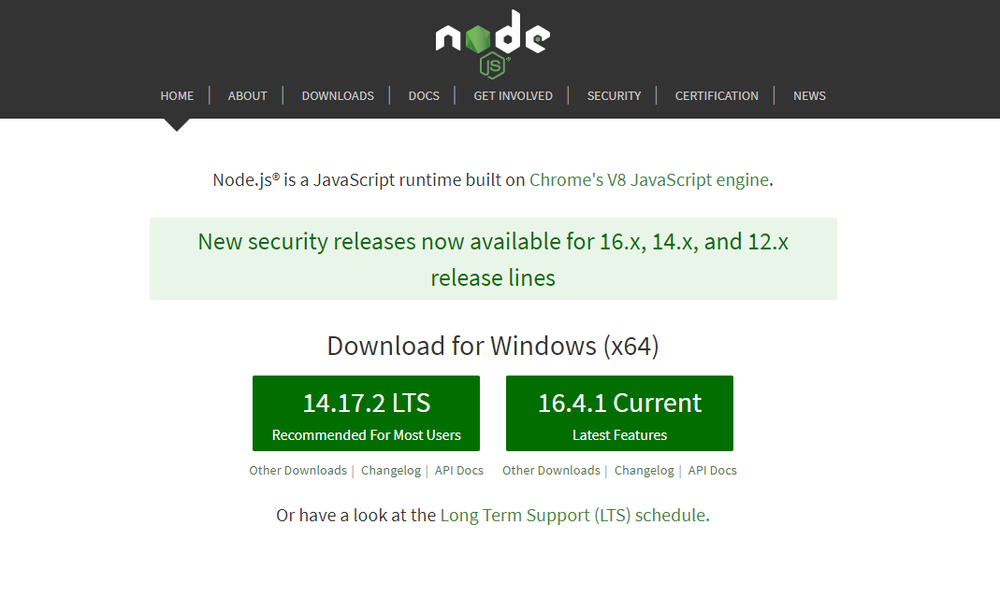 node
JS®
HOME | ABOUT | DOWNLOADS | DOCS | GET INVOLVED | SECURITY | CERTIFICATION | NEWS
Node.js® is a JavaScript runtime built on Chrome's V8 JavaScript engine.
New security releases now available for 16.x, 14.x, and 12.x
release lines
Download for Windows (x64)
14.17.2 LTS
Recommended For Most Users
16.4.1 Current
Latest Features
Other Downloads | Changelog | API Docs
Other Downloads | Changelog | API Docs
Or have a look at the Long Term Support (LTS) schedule.